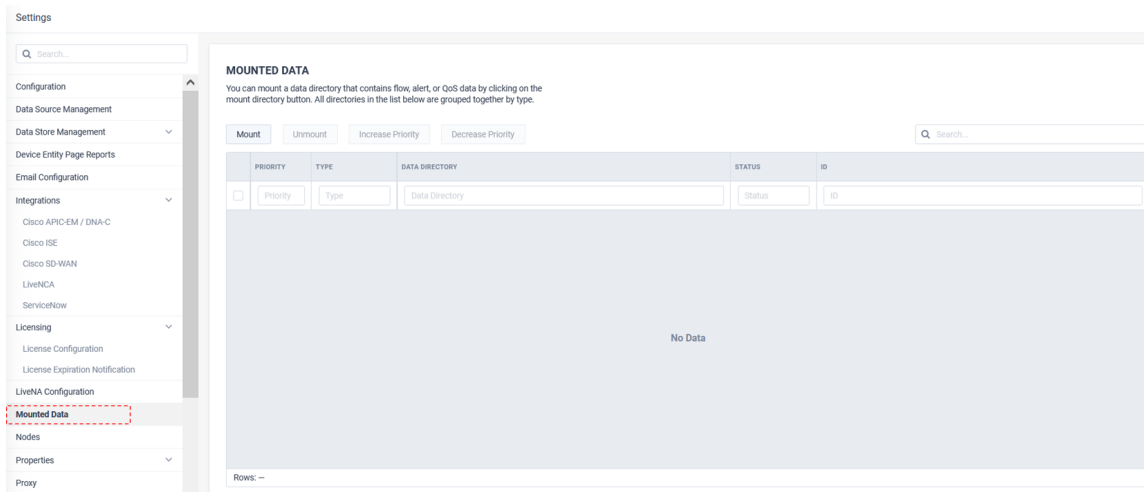 Settings
Search...
Configuration
Data Source Management
Data Store Management
Device Entity Page Reports
Email Configuration
Integrations
Cisco APIC-EM / DNA-C
Cisco ISE
Cisco SD-WAN
LiveNCA
ServiceNow
Licensing
License Configuration
License Expiration Notification
LiveNA Configuration
Mounted Data
Nodes
Properties
Proxy
MOUNTED DATA
You can mount a data directory that contains flow, alert, or QoS data by clicking on the
mount directory button. All directories in the list below are grouped together by type.
Mount Unmount Increase Priority Decrease Priority Search...
PRIORITY TYPE DATA DIRECTORY STATUS ID
Priority Type Data Directory Status ID
No Data
Rows: --